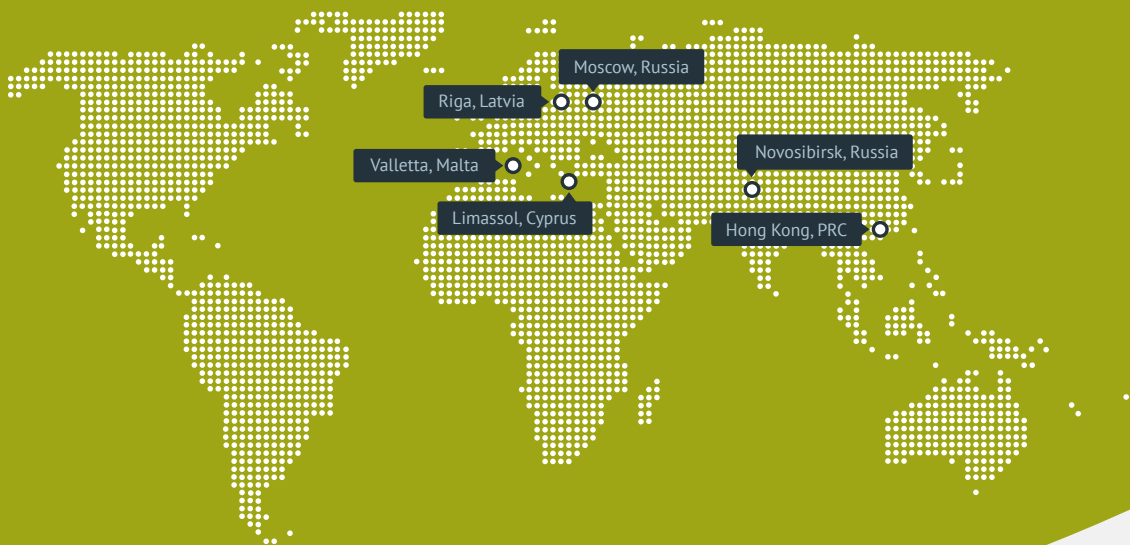 Moscow, Russia
Riga, Latvia
Novosibirsk, Russia
Valletta, Malta
Limassol, Cyprus
Hong Kong, PRC